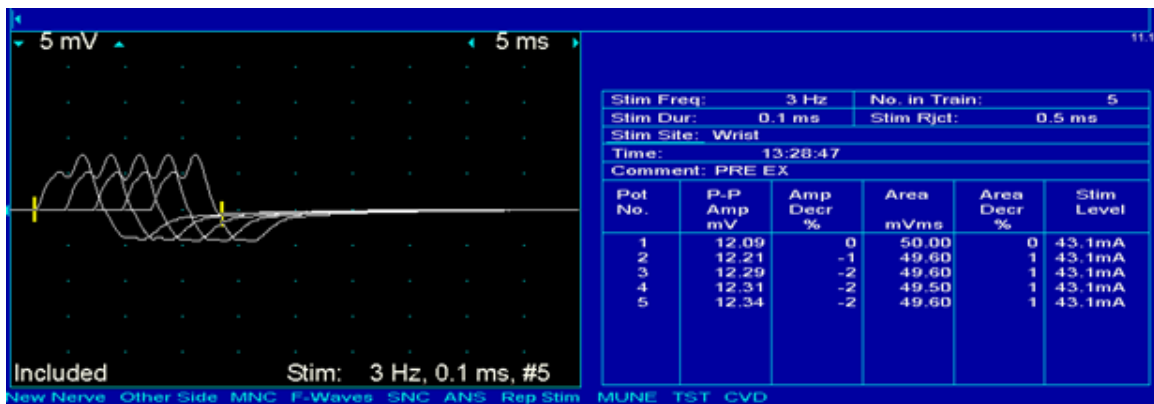 5 mV 5 ms
11.1
Stim Freq: 3 Hz No. in Train: 5
Stim Dur: 0.1 ms Stim Rjct: 0.5 ms
Stim Site: Wrist
Time: 13:28:47
Comment: PRE EX
Pot No. P-P Amp mV Amp Decr % Area mVms Area Decr % Stim Level
1 12.09 0 50.00 0 43.1mA
2 12.21 -1 49.60 1 43.1mA
3 12.29 -2 49.60 1 43.1mA
4 12.31 -2 49.50 1 43.1mA
5 12.34 -2 49.60 1 43.1mA
Included Stim: 3 Hz, 0.1 ms, #5
New Nerve Other Side MNC F-Waves SNC ANS Rep Stim MUNE TST CVD